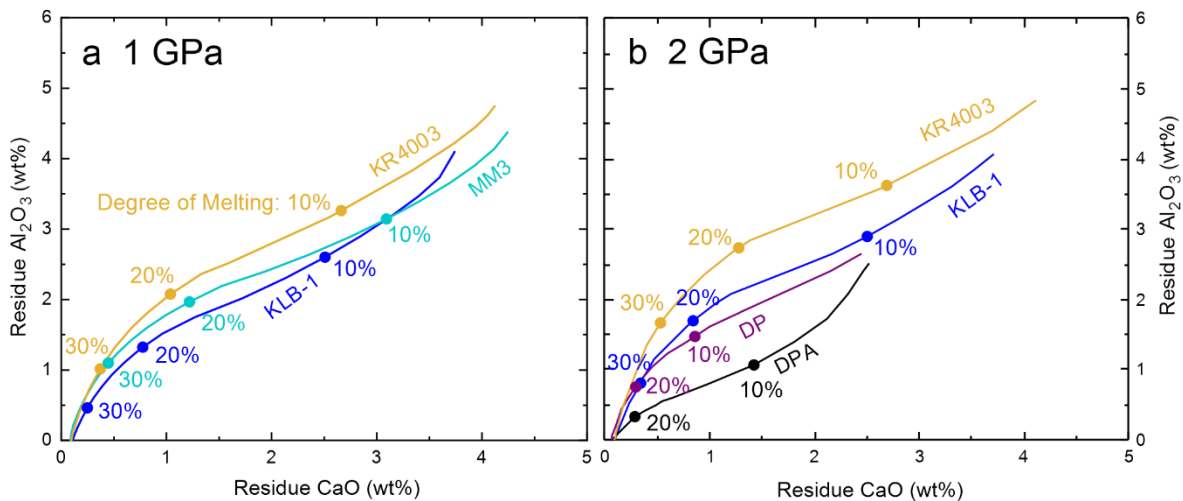 a 1 GPa
Residue Al2O3 (wt%)
6
5
4
3
2
1
0
KR4003
MM3
Degree of Melting: 10%
10%
KLB-1
10%
20%
20%
20%
30%
30%
30%
0 1 2 3 4 5
Residue CaO (wt%)
b 2 GPa
KR4003
10%
KLB-1
20%
10%
30%
20%
DP
10%
DPA
30%
20%
10%
20%
0 1 2 3 4 5
Residue CaO (wt%)
6
5
4
3
2
1
0
Residue Al2O3 (wt%)